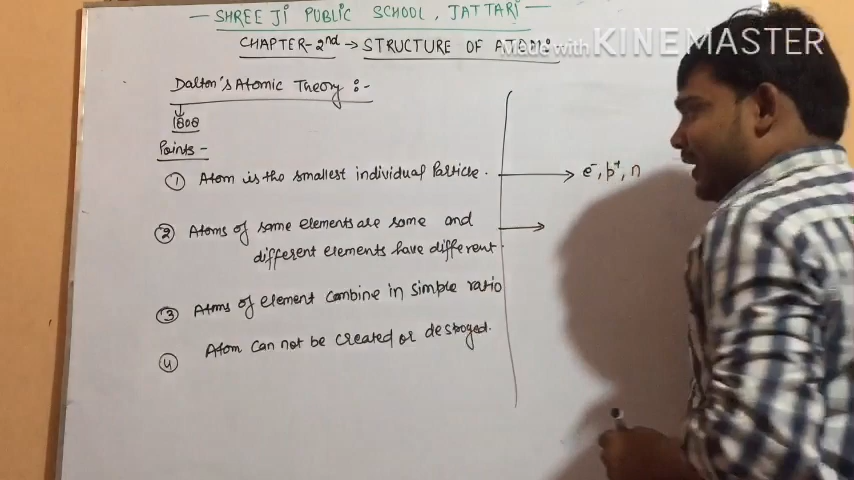 — SHREE JI PUBLIC SCHOOL, JATTARI —
CHAPTER-2nd → STRUCTURE OF ATOM:
Made with KINEMASTER
Dalton's Atomic Theory :-
1808
Points -
① Atom is the smallest individual Particle. → e⁻, p⁺, n
② Atoms of same elements are same and →
different elements have different
③ Atoms of element combine in simple ratio
④ Atom can not be created or destroyed.